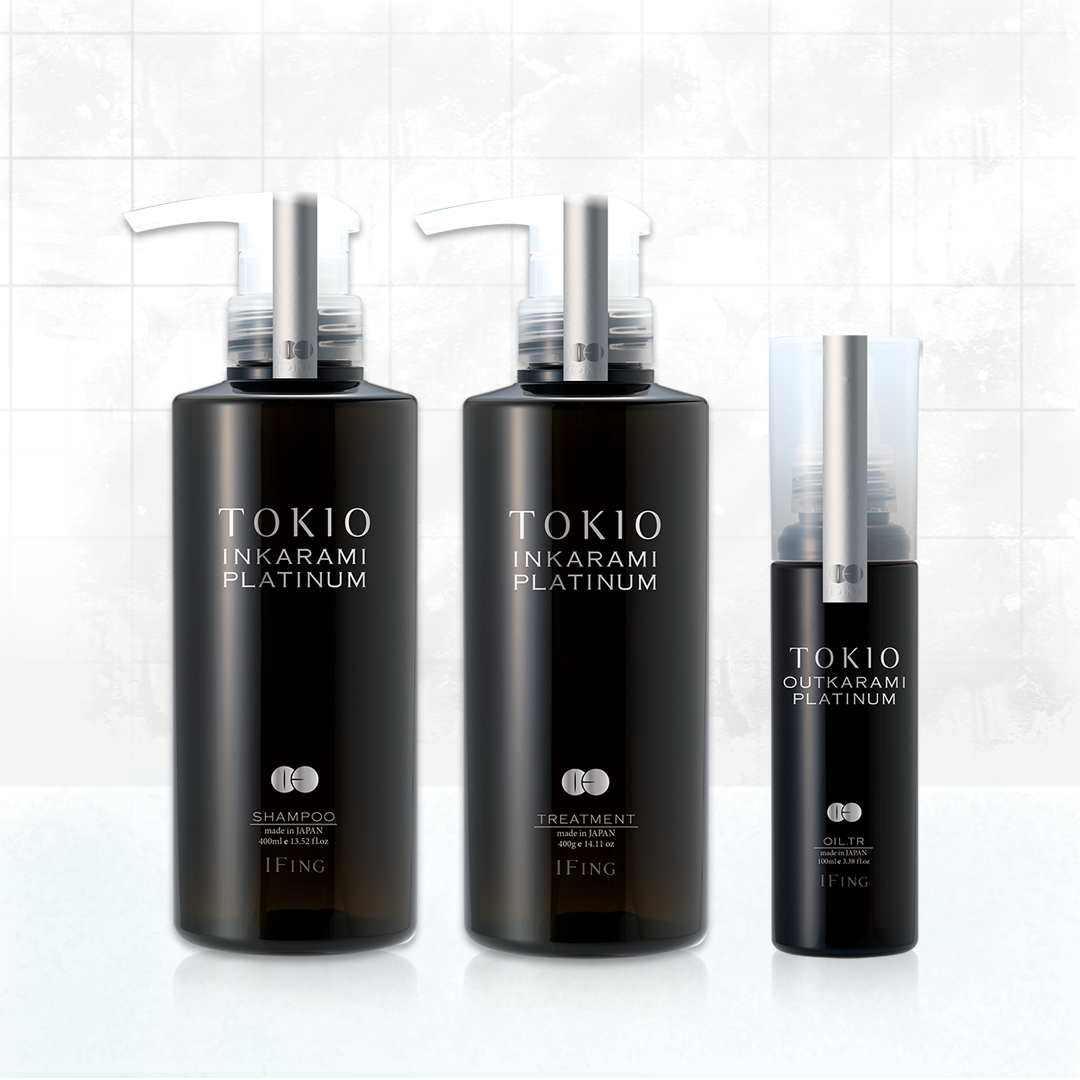 TOKIO
INKARAMI
PLATINUM
SHAMPOO
made in JAPAN
400ml e 13.52 fl.oz
IFING
TOKIO
INKARAMI
PLATINUM
TREATMENT
made in JAPAN
400g e 14.11 oz
IFING
TOKIO
OUTKARAMI
PLATINUM
OIL.TR
made in JAPAN
100ml e 3.38 fl.oz
IFING